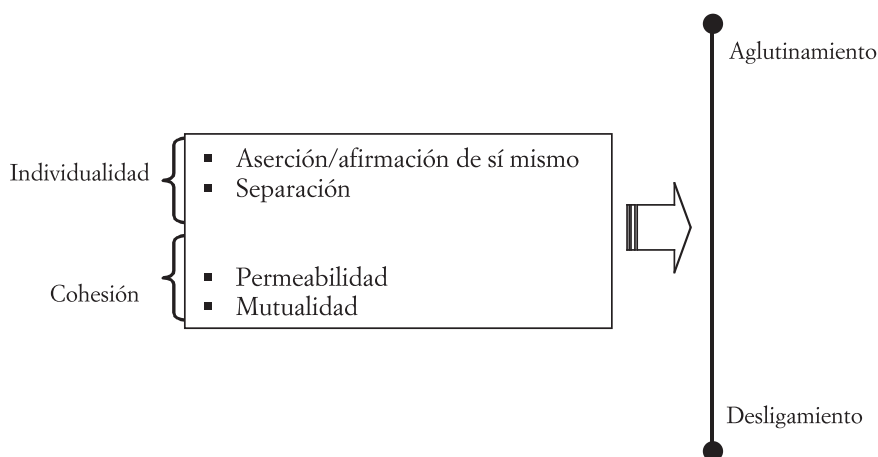 Aglutinamiento
Individualidad
Aserción/afirmación de sí mismo
Separación
Cohesión
Permeabilidad
Mutualidad
Desligamiento